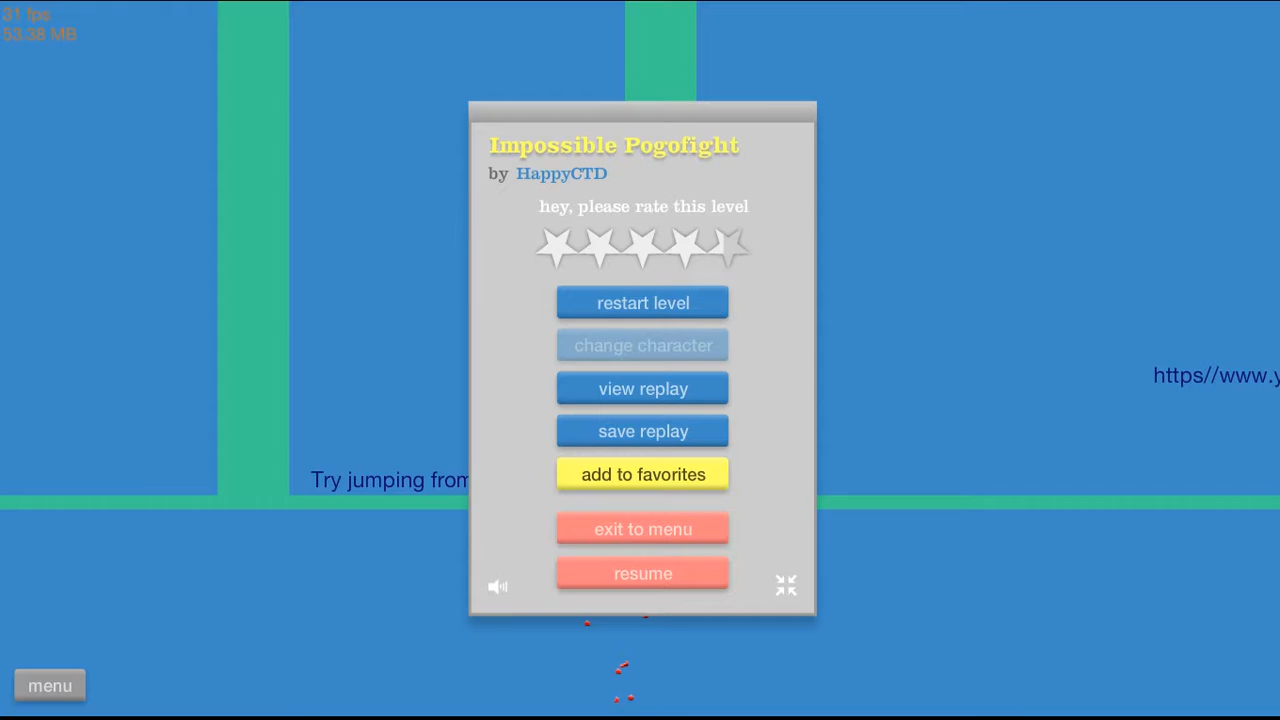 31 fps
53.38 MB
Impossible Pogofight
by HappyCTD
hey, please rate this level
restart level
change character
view replay
https//www.y
save replay
add to favorites
Try jumping from
exit to menu
resume
menu